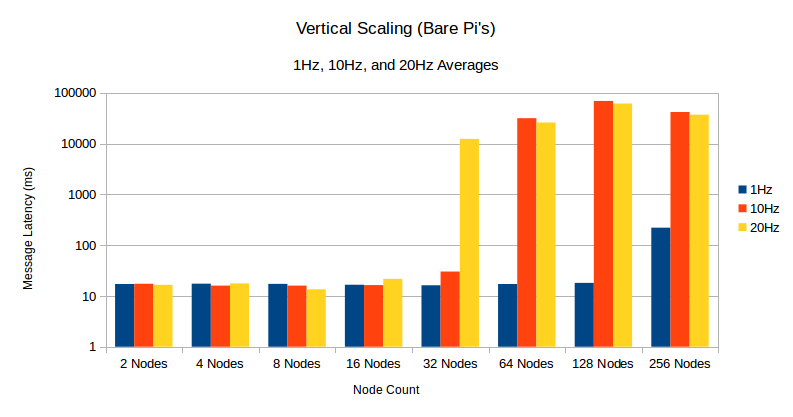 Vertical Scaling (Bare Pi's)
1Hz, 10Hz, and 20Hz Averages
Message Latency (ms)
100000
10000
1000
100
10
1
2 Nodes 4 Nodes 8 Nodes 16 Nodes 32 Nodes 64 Nodes 128 Nodes 256 Nodes
Node Count
1Hz
10Hz
20Hz